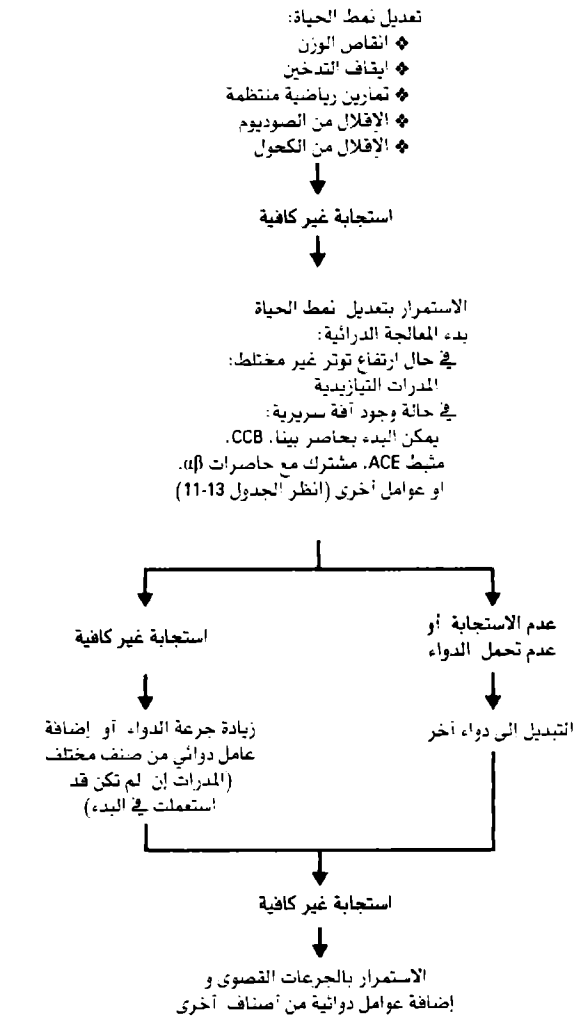 تعديل نمط الحياة:
❖ انقاص الوزن
❖ ايقاف التدخين
❖ تمارين رياضية منتظمة
❖ الإقلال من الصوديوم
❖ الإقلال من الكحول
استجابة غير كافية
الاستمرار بتعديل نمط الحياة
بدء المعالجة الدرائية:
في حال ارتفاع توتر غير مختلط:
المدرات التيازيدية
في حالة وجود آفة سريرية:
يمكن البدء بحاصر بيتا، CCB،
مثبط ACE، مشترك مع حاصرات αβ،
او عوامل أخرى (انظر الجدول 13-11)
عدم الاستجابة أو
عدم تحمل الدواء
استجابة غير كافية
التبديل الى دواء آخر
زيادة جرعة الدواء أو إضافة
عامل دوائي من صنف مختلف
(المدرات إن لم تكن قد
استعملت في البدء)
استجابة غير كافية
الاستمرار بالجرعات القصوى و
إضافة عوامل دوائية من أصناف أخرى